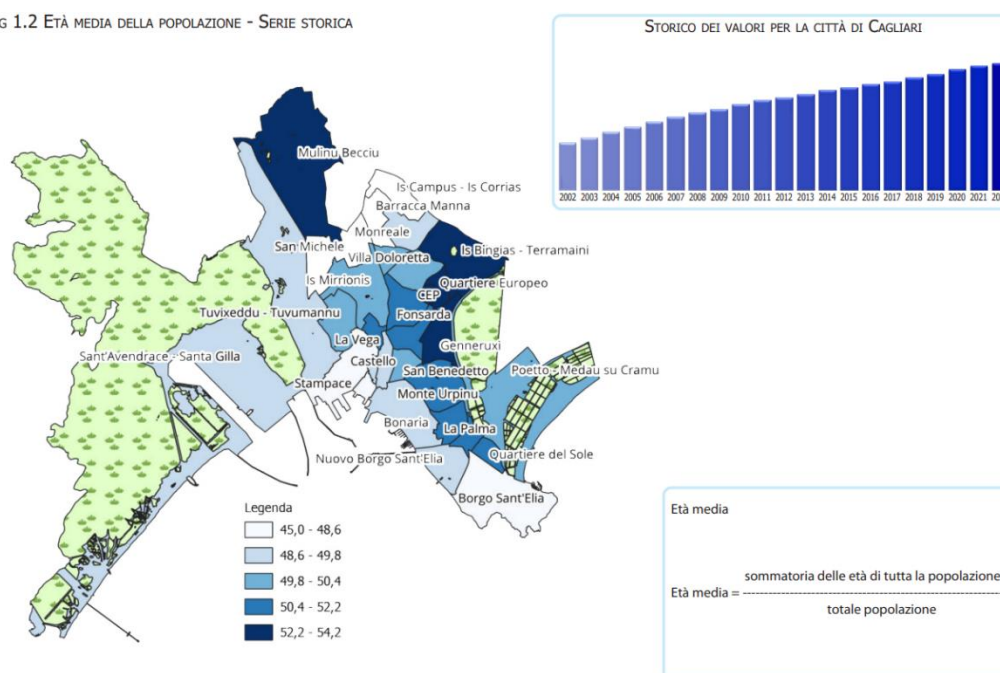 G 1.2 Età media della popolazione - Serie storica
Storico dei valori per la città di Cagliari
2002 2003 2004 2005 2006 2007 2008 2009 2010 2011 2012 2013 2014 2015 2016 2017 2018 2019 2020 2021
Mulinu Becciu
Is Campus - Is Corrias
Barracca Manna
Monreale
San Michele
Is Bingias - Terramaini
Villa Doloretta
Is Mirrionis
Quartiere Europeo
CEP
Tuvixeddu - Tuvumannu
Fonsarda
La Vega
Genneruxi
Sant'Avendrace - Santa Gilla
Castello
San Benedetto
Poetto - Medau su Cramu
Stampace
Monte Urpinu
Bonaria
La Palma
Nuovo Borgo Sant'Elia
Quartiere del Sole
Borgo Sant'Elia
Legenda
45,0 - 48,6
48,6 - 49,8
49,8 - 50,4
50,4 - 52,2
52,2 - 54,2
Età media
sommatoria delle età di tutta la popolazione
Età media = ----------
totale popolazione